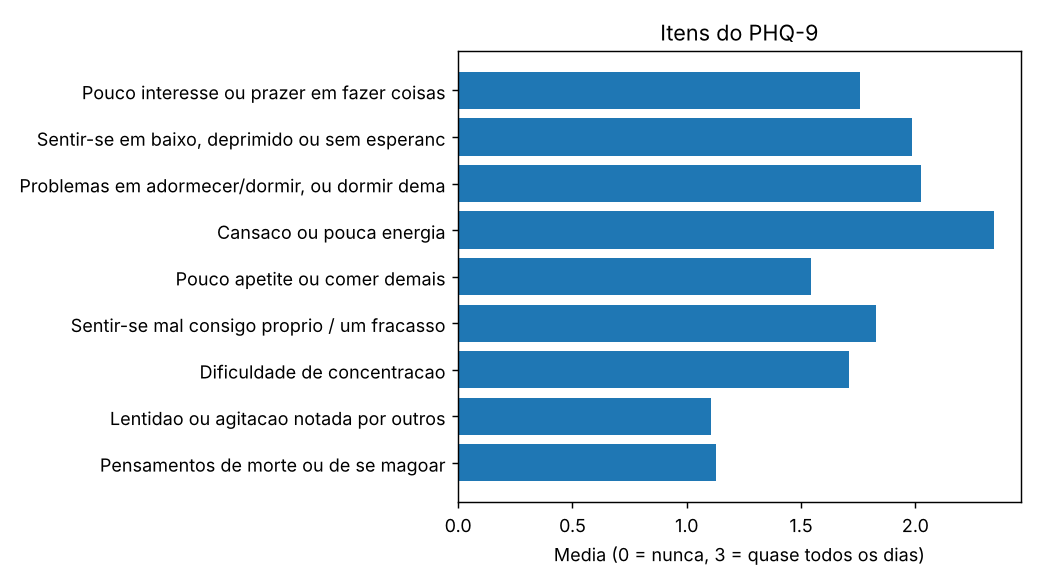 Itens do PHQ-9
Pouco interesse ou prazer em fazer coisas
Sentir-se em baixo, deprimido ou sem esperanc
Problemas em adormecer/dormir, ou dormir dema
Cansaco ou pouca energia
Pouco apetite ou comer demais
Sentir-se mal consigo proprio / um fracasso
Dificuldade de concentracao
Lentidao ou agitacao notada por outros
Pensamentos de morte ou de se magoar
0.0 0.5 1.0 1.5 2.0
Media (0 = nunca, 3 = quase todos os dias)